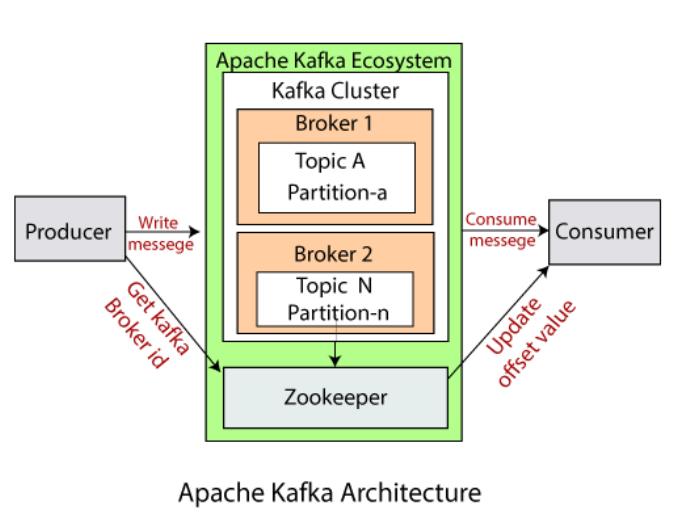 Apache Kafka Ecosystem
Kafka Cluster
Broker 1
Topic A
Partition-a
Producer
Write
messege
Consume
messege
Consumer
Broker 2
Topic N
Partition-n
Get kafka
Broker id
Update
offset value
Zookeeper
Apache Kafka Architecture